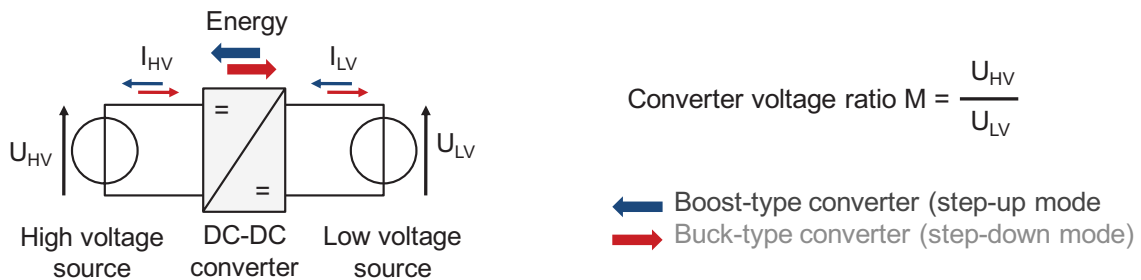 Energy
I_HV
I_LV
U_HV
=
=
U_LV
High voltage
source
DC-DC
converter
Low voltage
source
Converter voltage ratio M = U_HV / U_LV
Boost-type converter (step-up mode
Buck-type converter (step-down mode)